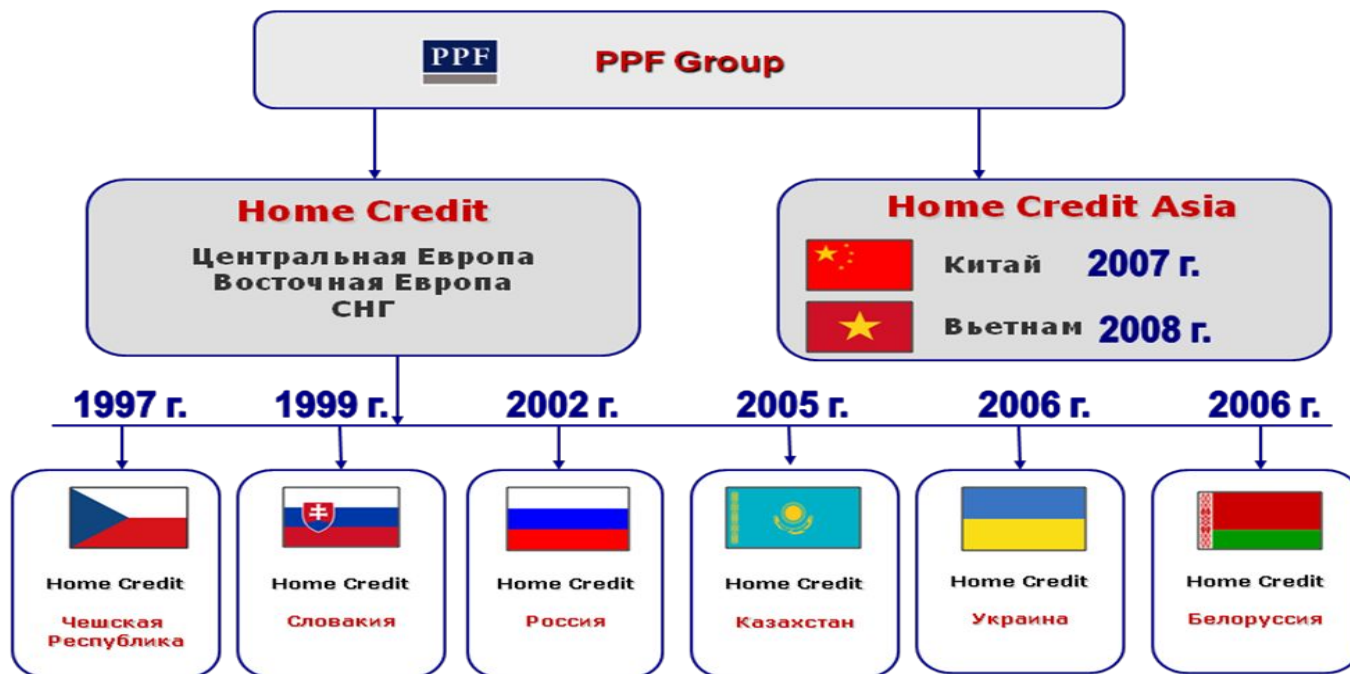 PPF
PPF Group
Home Credit
Центральная Европа
Восточная Европа
СНГ
Home Credit Asia
Китай 2007 г.
Вьетнам 2008 г.
1997 г.
1999 г.
2002 г.
2005 г.
2006 г.
2006 г.
Home Credit
Чешская
Республика
Home Credit
Словакия
Home Credit
Россия
Home Credit
Казахстан
Home Credit
Украина
Home Credit
Белоруссия